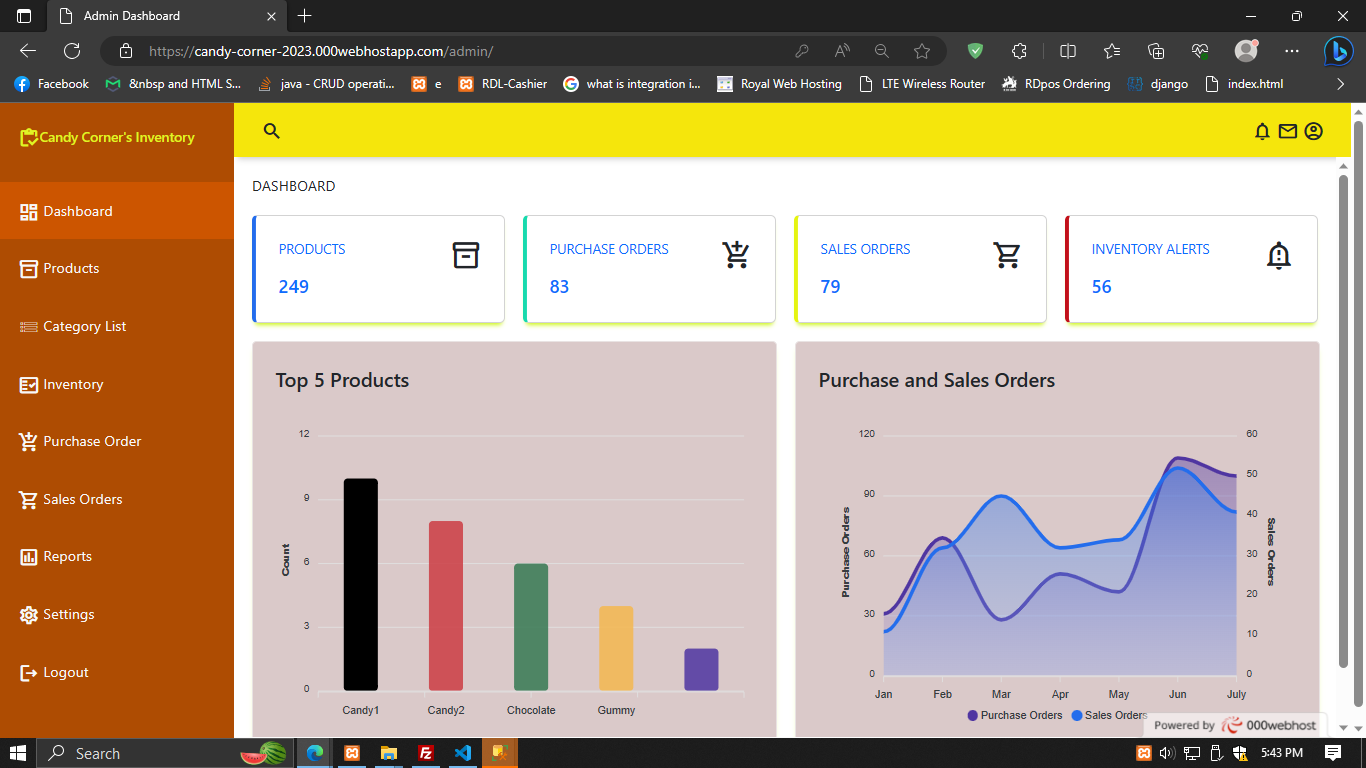 Admin Dashboard
https://candy-corner-2023.000webhostapp.com/admin/
Facebook &nbsp and HTML S... java - CRUD operati... e RDL-Cashier what is integration i... Royal Web Hosting LTE Wireless Router RDpos Ordering django index.html
Candy Corner's Inventory
Dashboard
Products
Category List
Inventory
Purchase Order
Sales Orders
Reports
Settings
Logout
DASHBOARD
PRODUCTS
249
PURCHASE ORDERS
83
SALES ORDERS
79
INVENTORY ALERTS
56
Top 5 Products
12
9
6
3
0
Count
Candy1 Candy2 Chocolate Gummy
Purchase and Sales Orders
120
90
60
30
0
Purchase Orders
60
50
40
30
20
10
0
Sales Orders
Jan Feb Mar Apr May Jun July
Purchase Orders Sales Orders
Powered by 000webhost
Search
5:43 PM